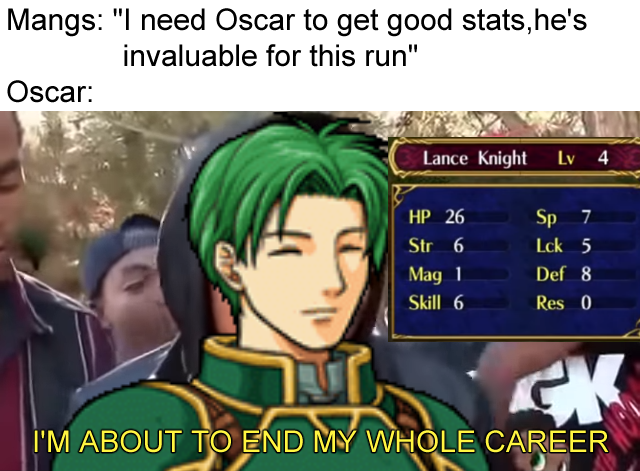 Mangs: "I need Oscar to get good stats,he's
invaluable for this run"
Oscar:
Lance Knight Lv 4
HP 26 Sp 7
Str 6 Lck 5
Mag 1 Def 8
Skill 6 Res 0
GK
I'M ABOUT TO END MY WHOLE CAREER